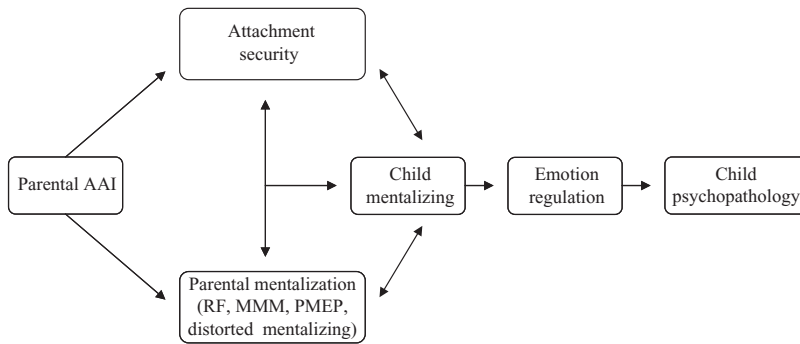 Attachment
security
Parental AAI
Child
mentalizing
Emotion
regulation
Child
psychopathology
Parental mentalization
(RF, MMM, PMEP,
distorted mentalizing)